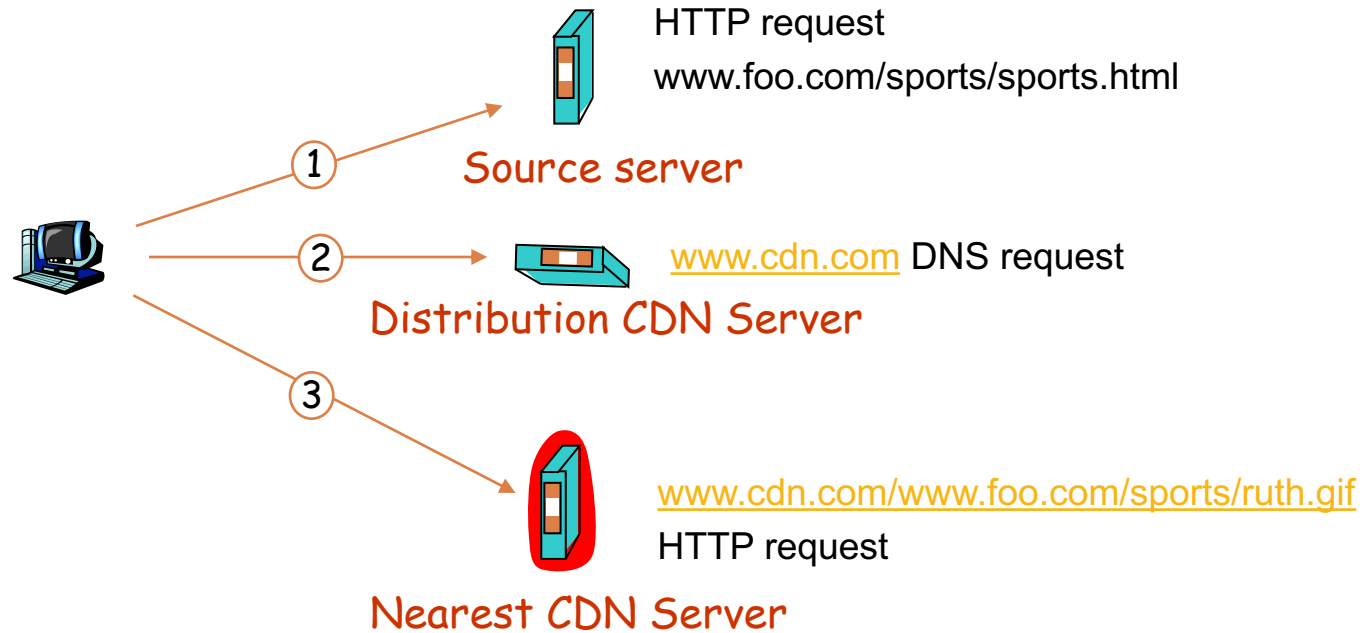 HTTP request
www.foo.com/sports/sports.html
1
Source server
2
www.cdn.com DNS request
Distribution CDN Server
3
www.cdn.com/www.foo.com/sports/ruth.gif
HTTP request
Nearest CDN Server